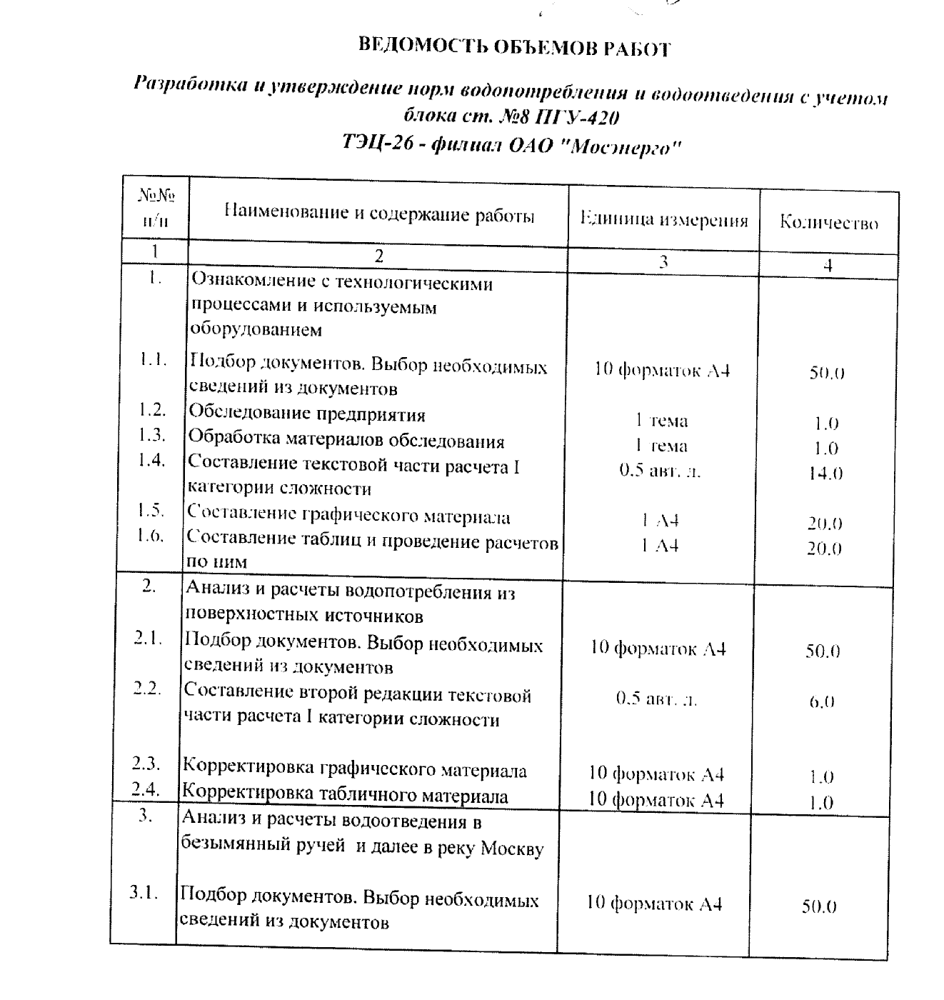 ВЕДОМОСТЬ ОБЪЕМОВ РАБОТ
Разработка и утверждение норм водопотребления и водоотведения с учетом
блока ст. №8 ПГУ-420
ТЭЦ-26 - филиал ОАО "Мосэнерго"
№№ п/п
Наименование и содержание работы
Единица измерения
Количество
1 2 3 4
1. Ознакомление с технологическими
процессами и используемым
оборудованием
1.1. Подбор документов. Выбор необходимых 10 форматок А4 50.0
сведений из документов
1.2. Обследование предприятия 1 тема 1.0
1.3. Обработка материалов обследования 1 тема 1.0
1.4. Составление текстовой части расчета I 0.5 авт. л. 14.0
категории сложности
1.5. Составление графического материала 1 А4 20.0
1.6. Составление таблиц и проведение расчетов 1 А4 20.0
по ним
2. Анализ и расчеты водопотребления из
поверхностных источников
2.1. Подбор документов. Выбор необходимых 10 форматок А4 50.0
сведений из документов
2.2. Составление второй редакции текстовой 0.5 авт. л. 6.0
части расчета I категории сложности
2.3. Корректировка графического материала 10 форматок А4 1.0
2.4. Корректировка табличного материала 10 форматок А4 1.0
3. Анализ и расчеты водоотведения в
безымянный ручей и далее в реку Москву
3.1. Подбор документов. Выбор необходимых 10 форматок А4 50.0
сведений из документов